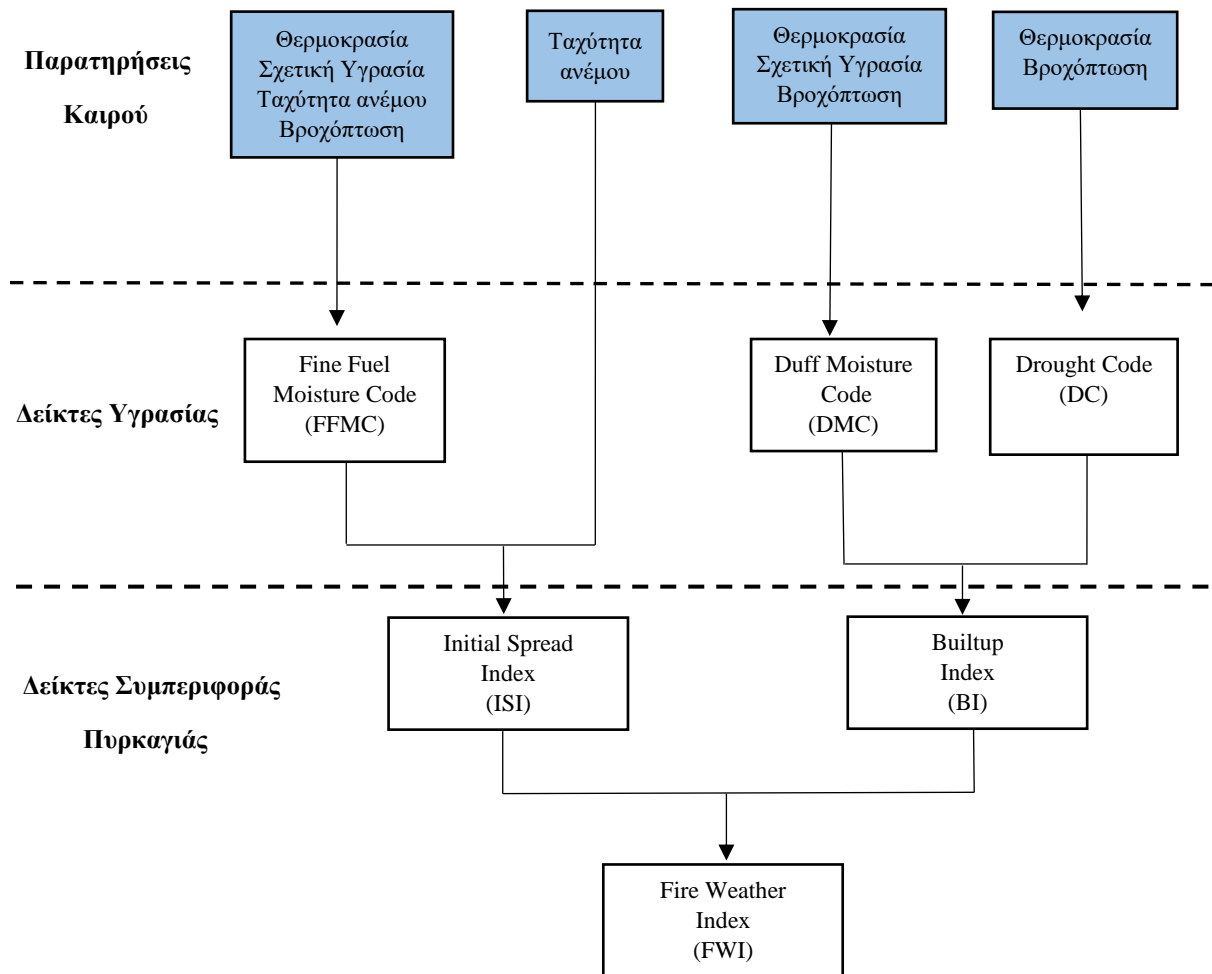 Παρατηρήσεις
Καιρού
Θερμοκρασία
Σχετική Υγρασία
Ταχύτητα ανέμου
Βροχόπτωση
Ταχύτητα
ανέμου
Θερμοκρασία
Σχετική Υγρασία
Βροχόπτωση
Θερμοκρασία
Βροχόπτωση
Δείκτες Υγρασίας
Fine Fuel
Moisture Code
(FFMC)
Duff Moisture
Code
(DMC)
Drought Code
(DC)
Δείκτες Συμπεριφοράς
Πυρκαγιάς
Initial Spread
Index
(ISI)
Builtup
Index
(BI)
Fire Weather
Index
(FWI)